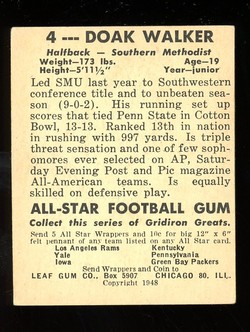 4 --- DOAK WALKER
Halfback - Southern Methodist
Weight-173 lbs. Age-19
Height-5'11½" Year-junior
Led SMU last year to Southwestern
conference title and to unbeaten
season (9-0-2). His running set up
scores that tied Penn State in Cotton
Bowl, 13-13. Ranked 13th in nation
in rushing with 997 yards. Is triple
threat sensation and one of few soph-
omores ever selected on AP, Satur-
day Evening Post and Pic magazine
All-American teams. Is equally
skilled on defensive play.
ALL-STAR FOOTBALL GUM
Collect this series of Gridiron Greats.
Send 5 All Star Wrappers and 10c for big 12" x 6"
felt pennant of any team listed on any All Star card.
Los Angeles Rams Kentucky
Yale Pennsylvania
Iowa Green Bay Packers
Send Wrappers and Coin to
LEAF GUM CO., Box 5907 CHICAGO 80, ILL.
Copyright 1948